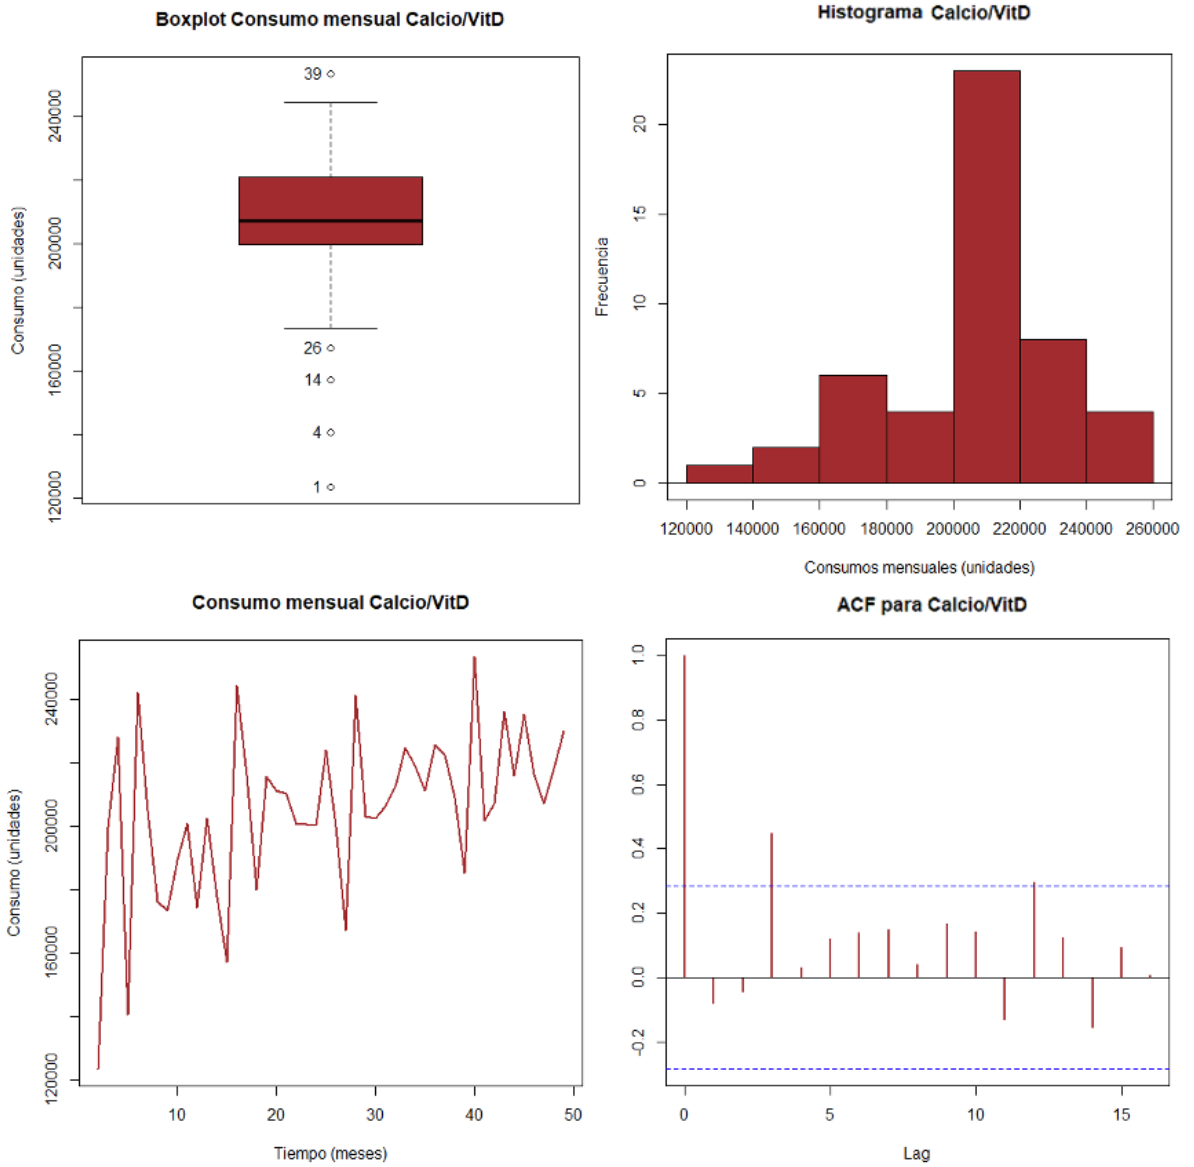 Boxplot Consumo mensual Calcio/VitD
Consumo (unidades)
240000
200000
160000
120000
39
26
14
4
1
Histograma Calcio/VitD
Frecuencia
20
15
10
5
0
120000 140000 160000 180000 200000 220000 240000 260000
Consumos mensuales (unidades)
Consumo mensual Calcio/VitD
Consumo (unidades)
240000
200000
160000
120000
10 20 30 40 50
Tiempo (meses)
ACF para Calcio/VitD
1.0
0.8
0.6
0.4
0.2
0.0
-0.2
0 5 10 15
Lag